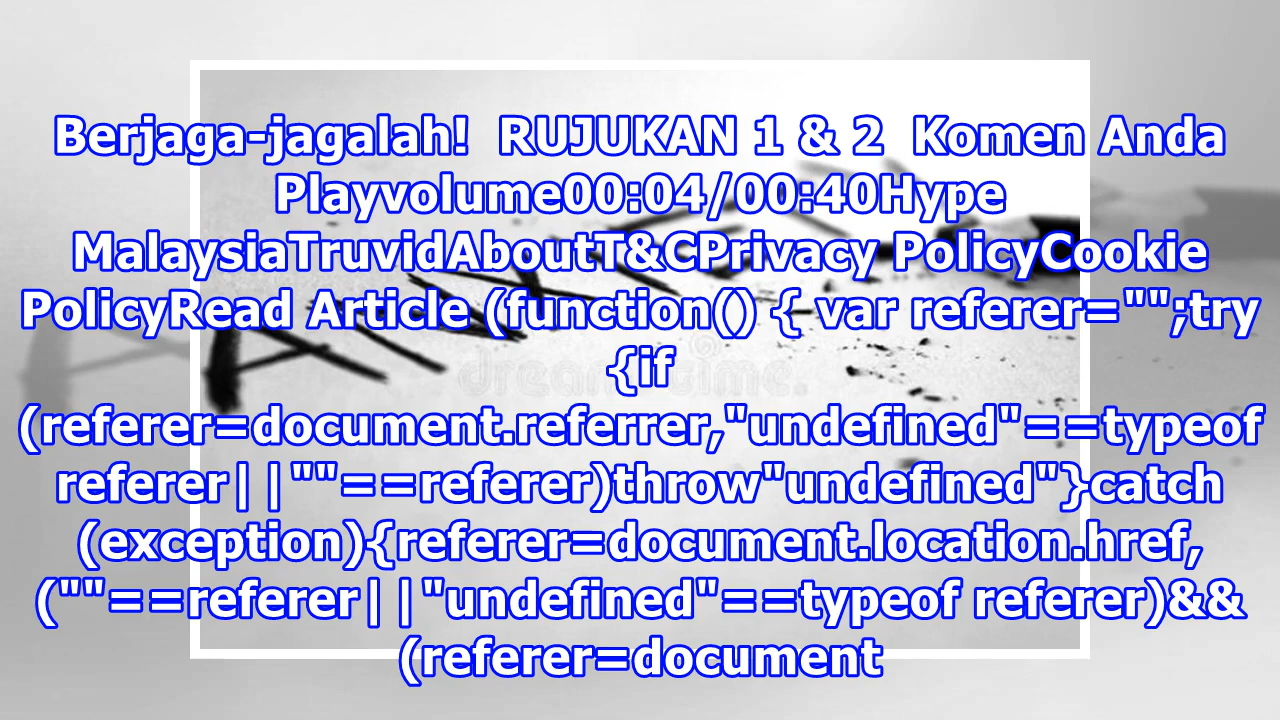 Berjaga-jagalah!  RUJUKAN 1 & 2  Komen Anda
Playvolume00:04/00:40Hype
MalaysiaTruvidAboutT&CPrivacy PolicyCookie
PolicyRead Article (function() { var referer="";try
{if
(referer=document.referrer,"undefined"==typeof
referer||""==referer)throw"undefined"}catch
(exception){referer=document.location.href,
(""==referer||"undefined"==typeof referer)&&
(referer=document
dreamstime.